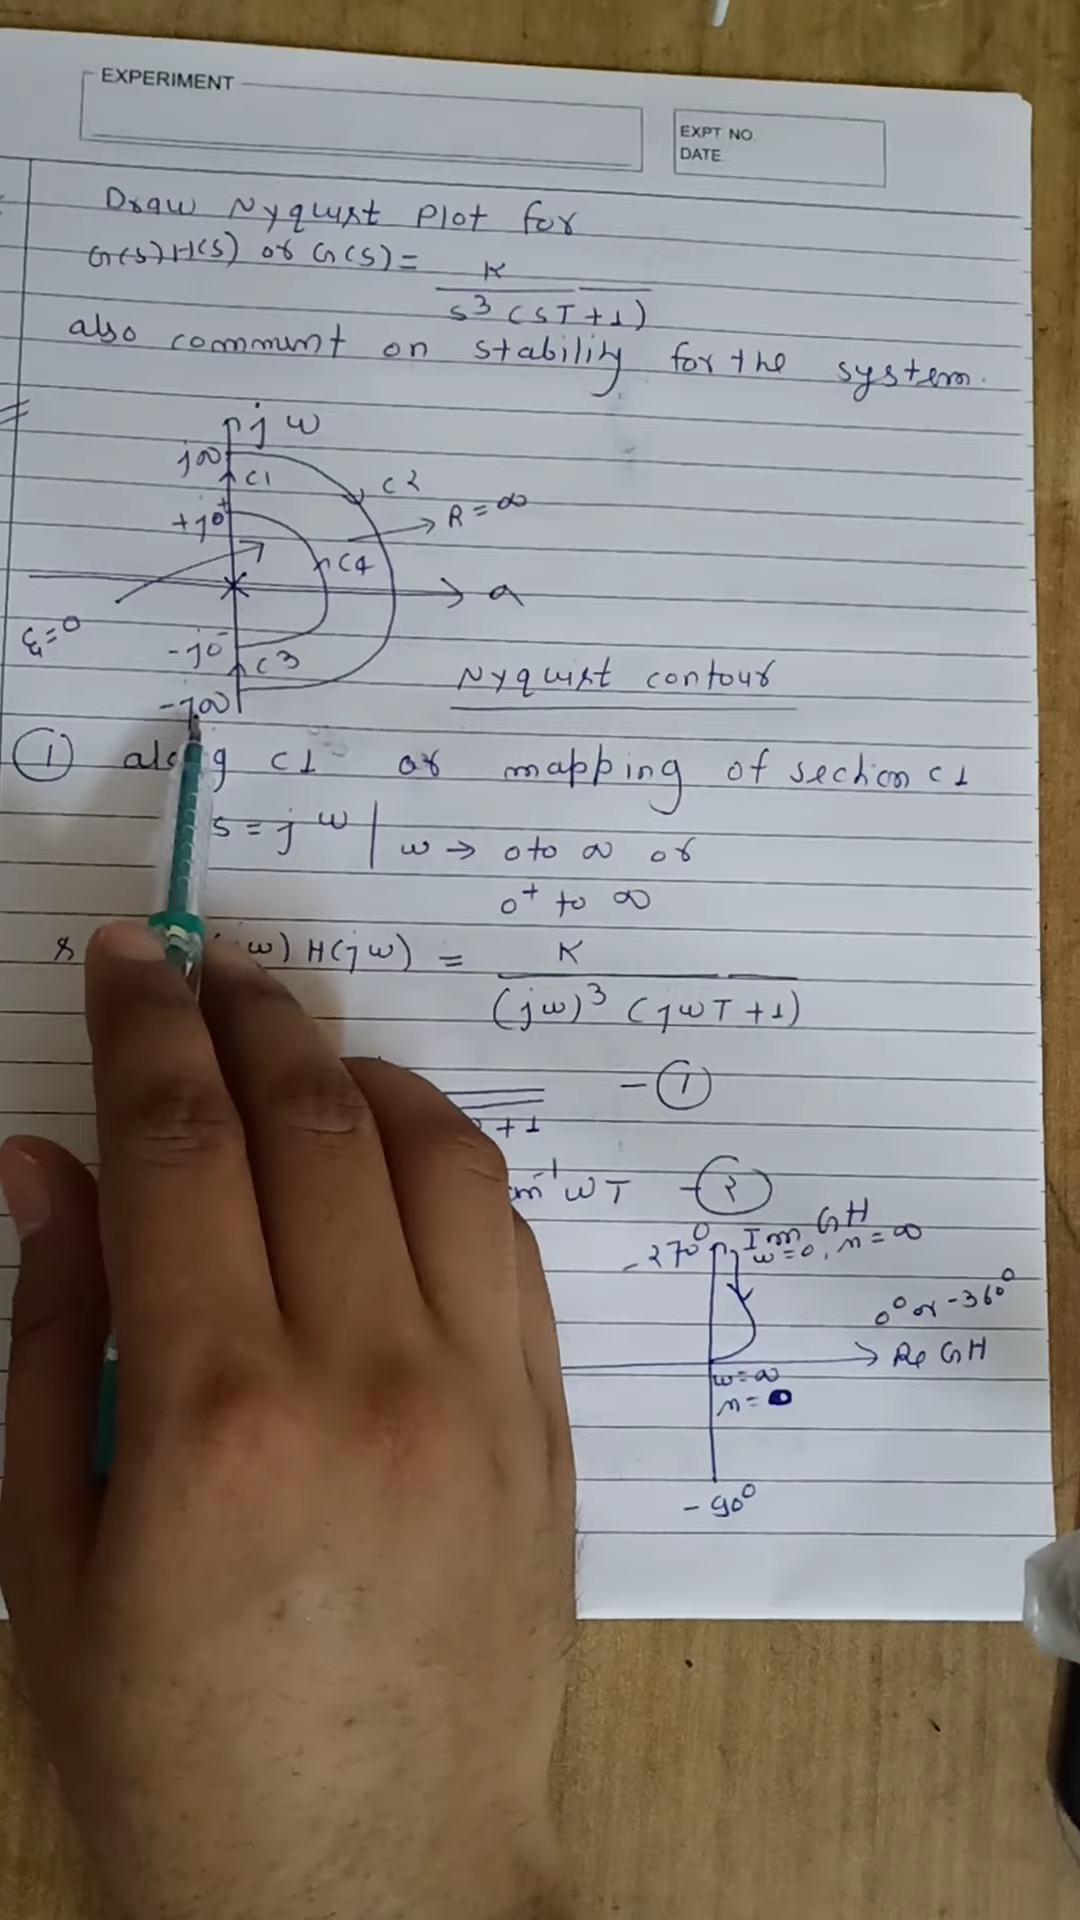 EXPERIMENT
EXPT. NO.
DATE
Draw Nyquist Plot for
G(s)H(s) or G(s) = K
s3 (sT+1)
also comment on stability for the system.
jω
j∞
C1
C2
R = ∞
+j0+
C4
σ
ε=0
-j0-
C3
Nyquist contour
-j∞
① along C1 or mapping of section C1
s = jω | ω → 0 to ∞ or
0+ to ∞
ω) H(jω) = K
(jω)3 (jωT+1)
- ①
+1
ωT - ②
-270° Im GH
ω=0, M=∞
0° or -360°
Re GH
ω=∞
M=0
-90°